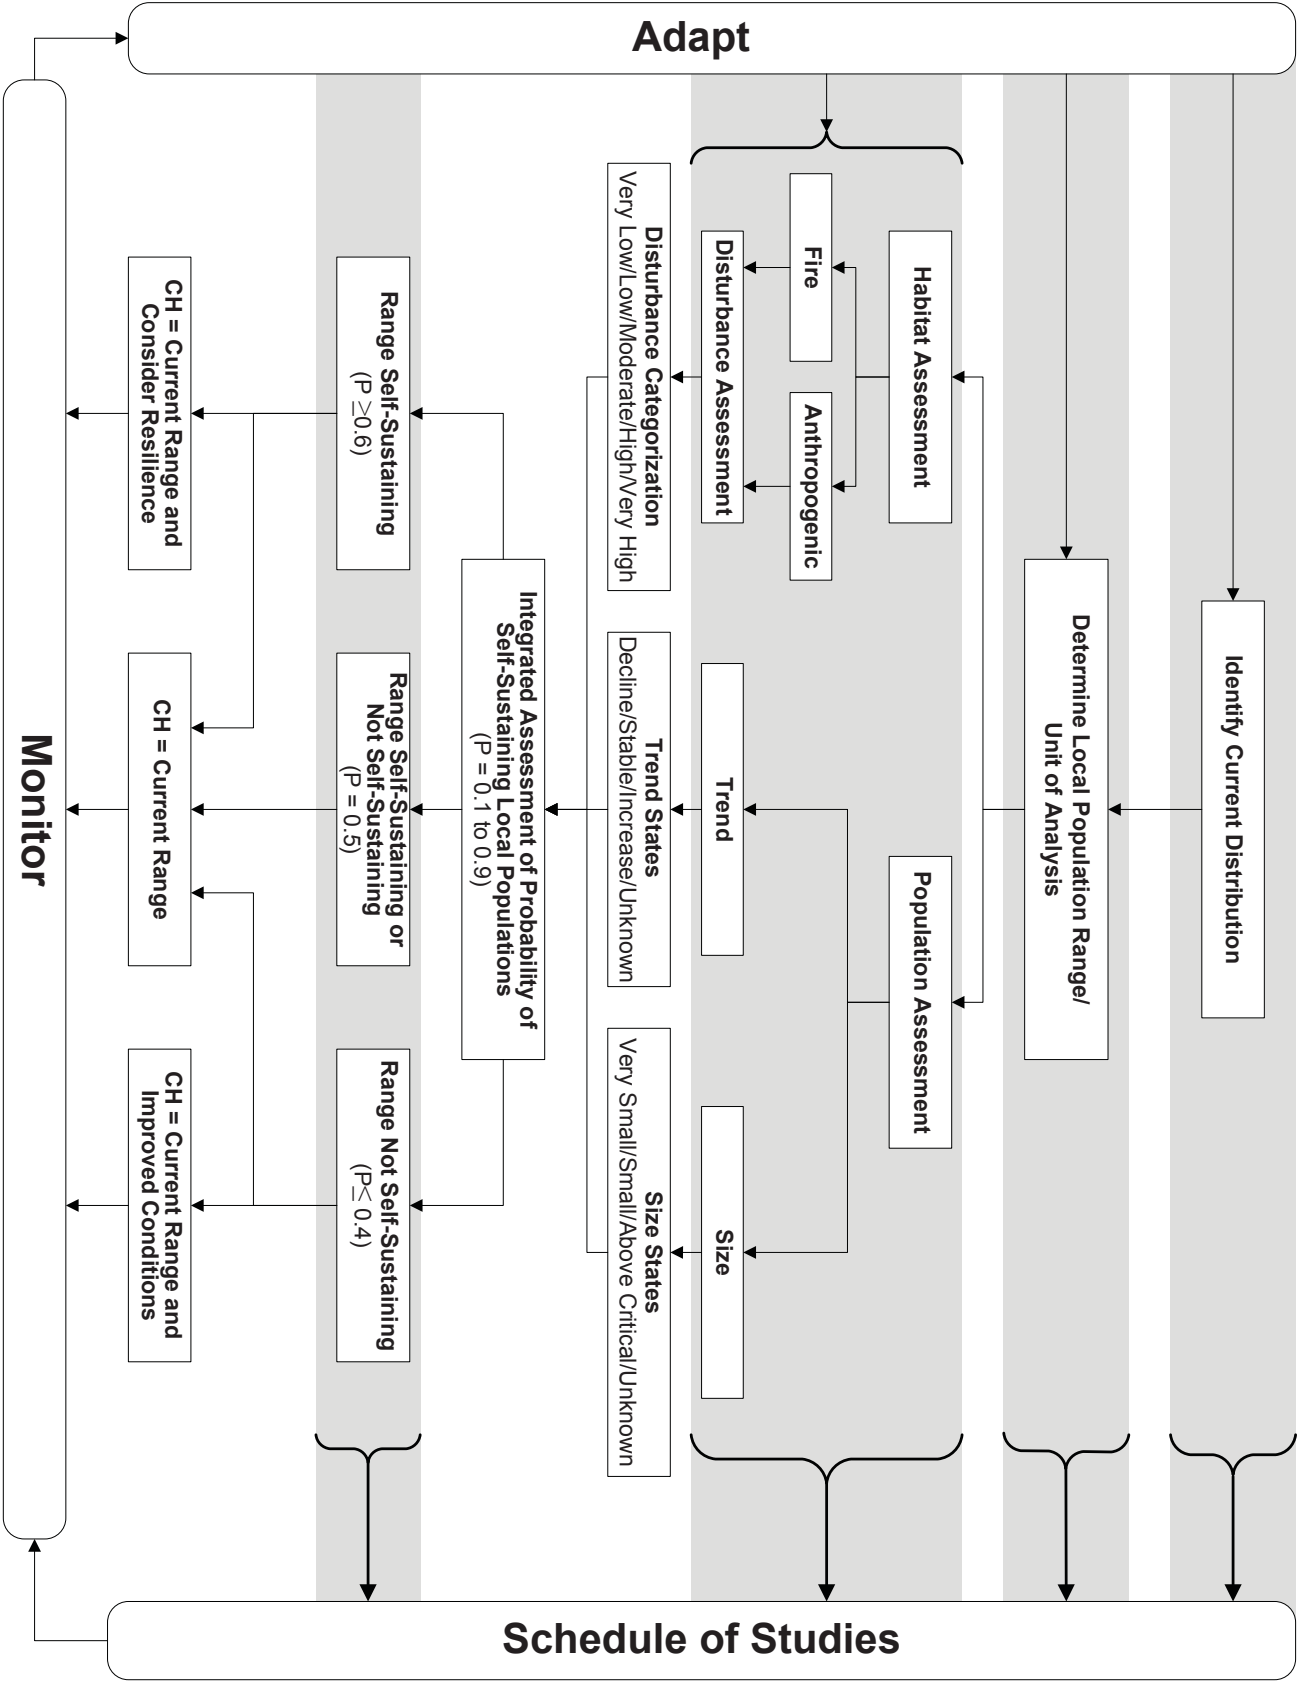 Adapt
Identify Current Distribution
Determine Local Population Range/
Unit of Analysis
Habitat Assessment
Population Assessment
Fire
Anthropogenic
Disturbance Assessment
Trend
Size
Disturbance Categorization
Very Low/Low/Moderate/High/Very High
Trend States
Decline/Stable/Increase/Unknown
Size States
Very Small/Small/Above Critical/Unknown
Integrated Assessment of Probability of
Self-Sustaining Local Populations
(P = 0.1 to 0.9)
Range Self-Sustaining
(P ≥0.6)
Range Self-Sustaining or
Not Self-Sustaining
(P = 0.5)
Range Not Self-Sustaining
(P≤ 0.4)
CH = Current Range and
Consider Resilience
CH = Current Range
CH = Current Range and
Improved Conditions
Monitor
Schedule of Studies